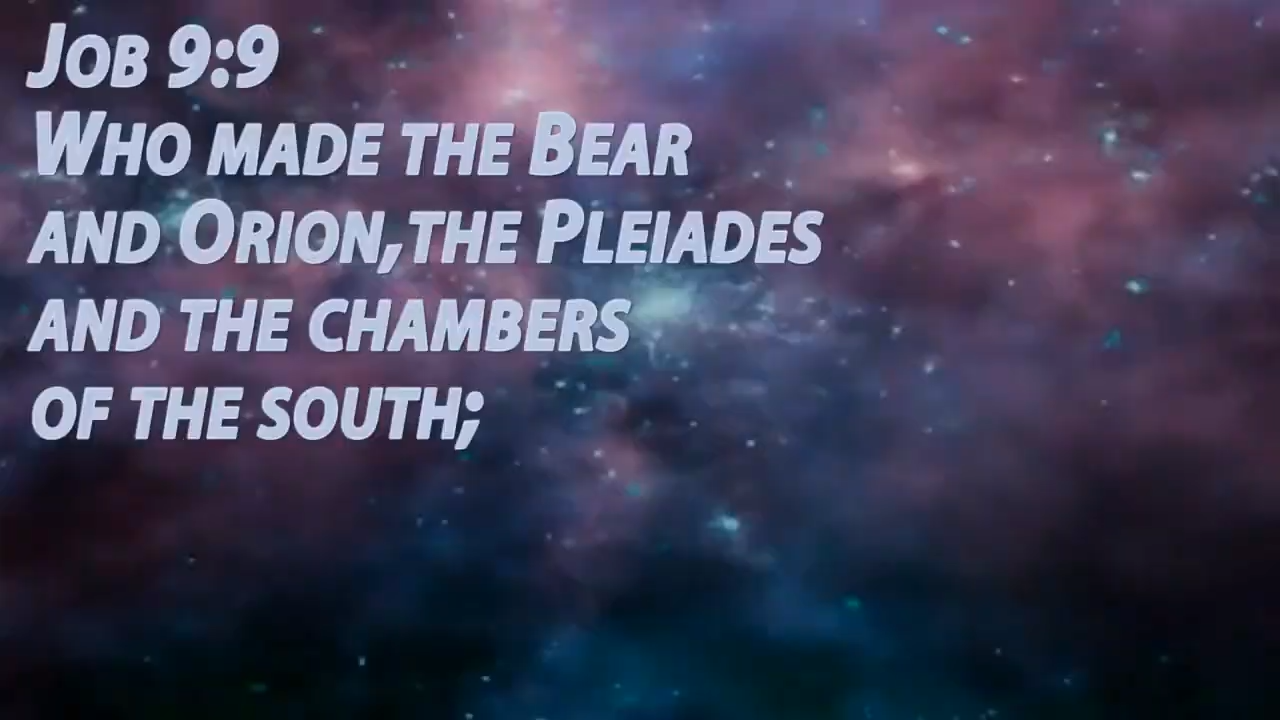 Job 9:9
Who made the Bear
and Orion,the Pleiades
and the chambers
of the south;